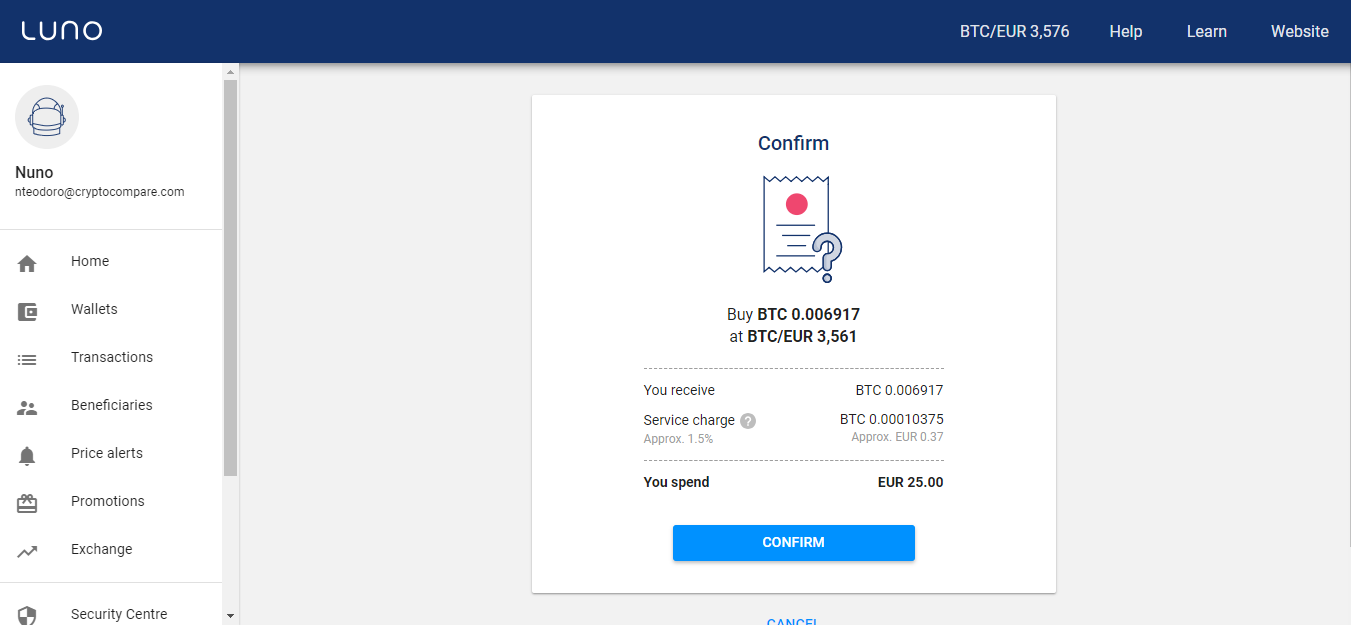 LUNO
BTC/EUR 3,576 Help Learn Website
Nuno
nteodoro@cryptocompare.com
Home
Wallets
Transactions
Beneficiaries
Price alerts
Promotions
Exchange
Security Centre
Confirm
?
Buy BTC 0.006917
at BTC/EUR 3,561
You receive BTC 0.006917
Service charge ? BTC 0.00010375
Approx. 1.5% Approx. EUR 0.37
You spend EUR 25.00
CONFIRM
CANCEL